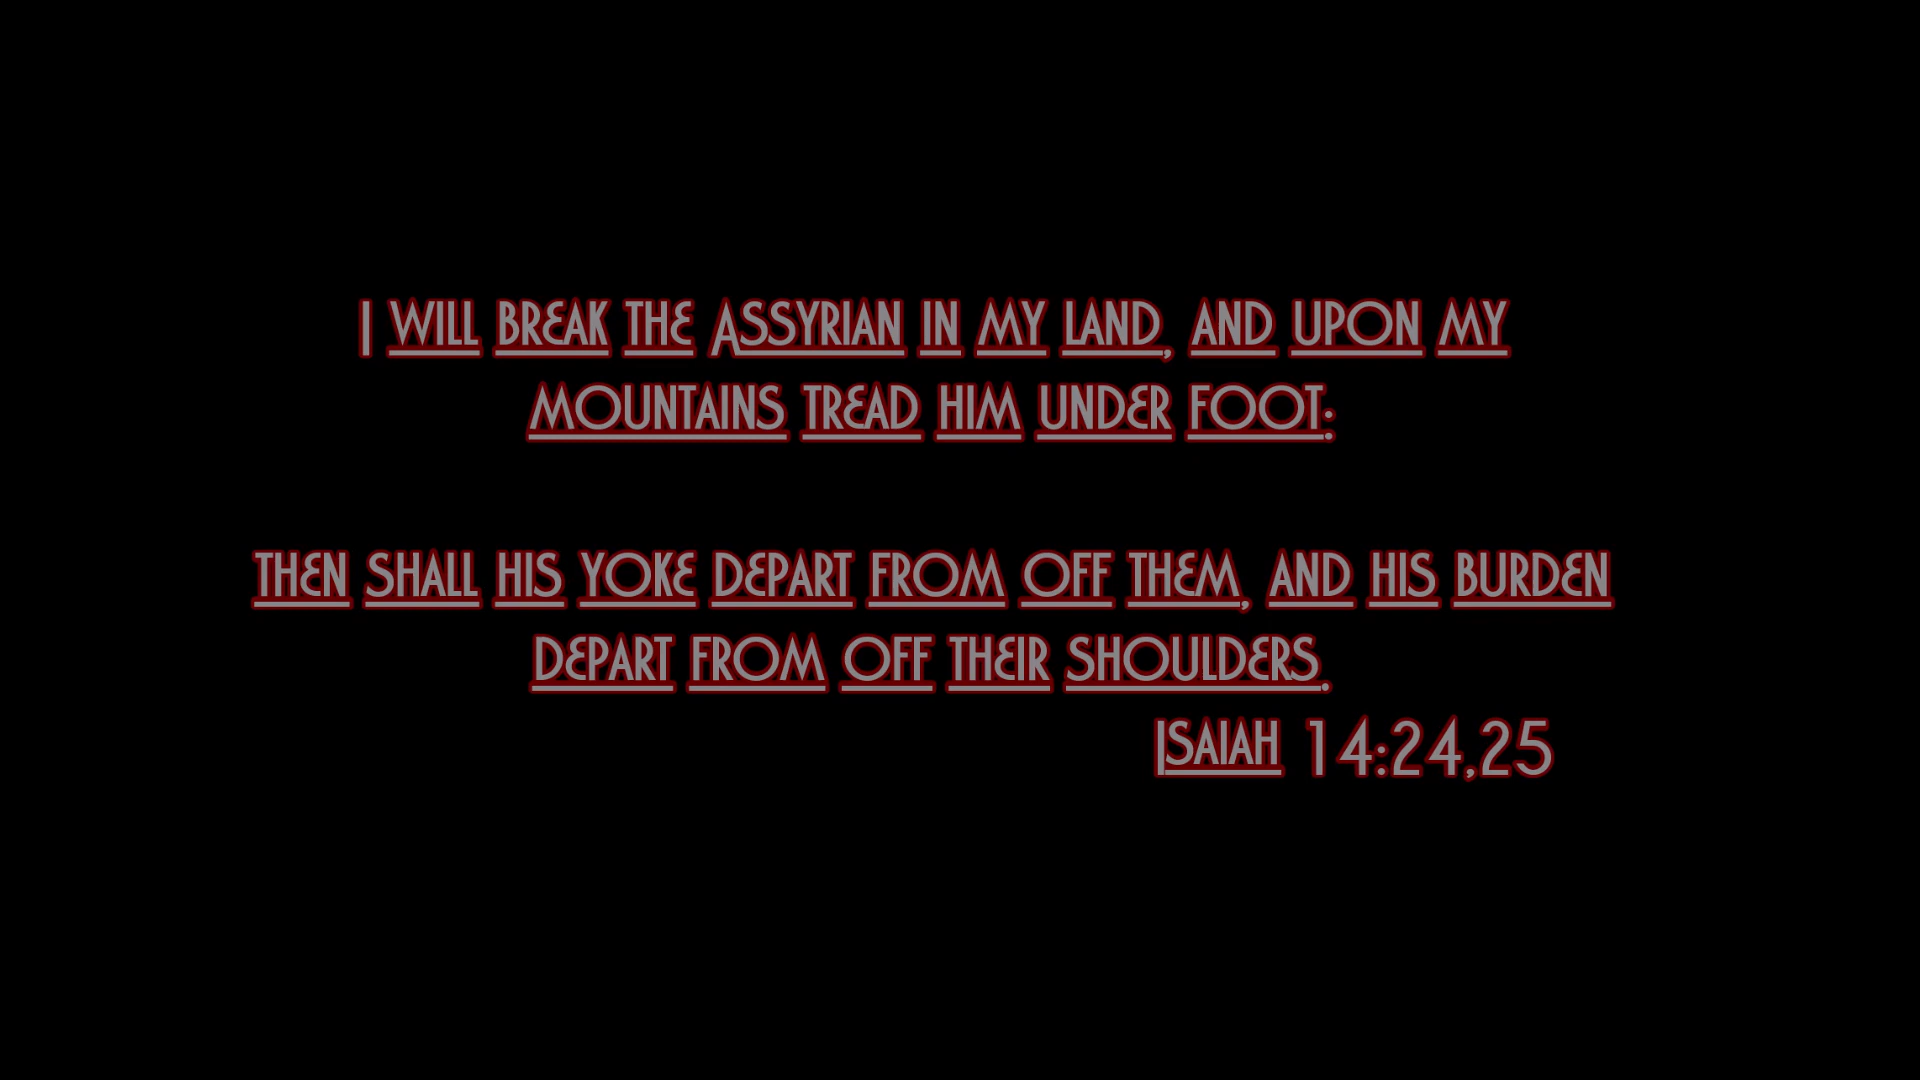 I will break the Assyrian in my land, and upon my
mountains tread him under foot:
then shall his yoke depart from off them, and his burden
depart from off their shoulders.
Isaiah 14:24,25